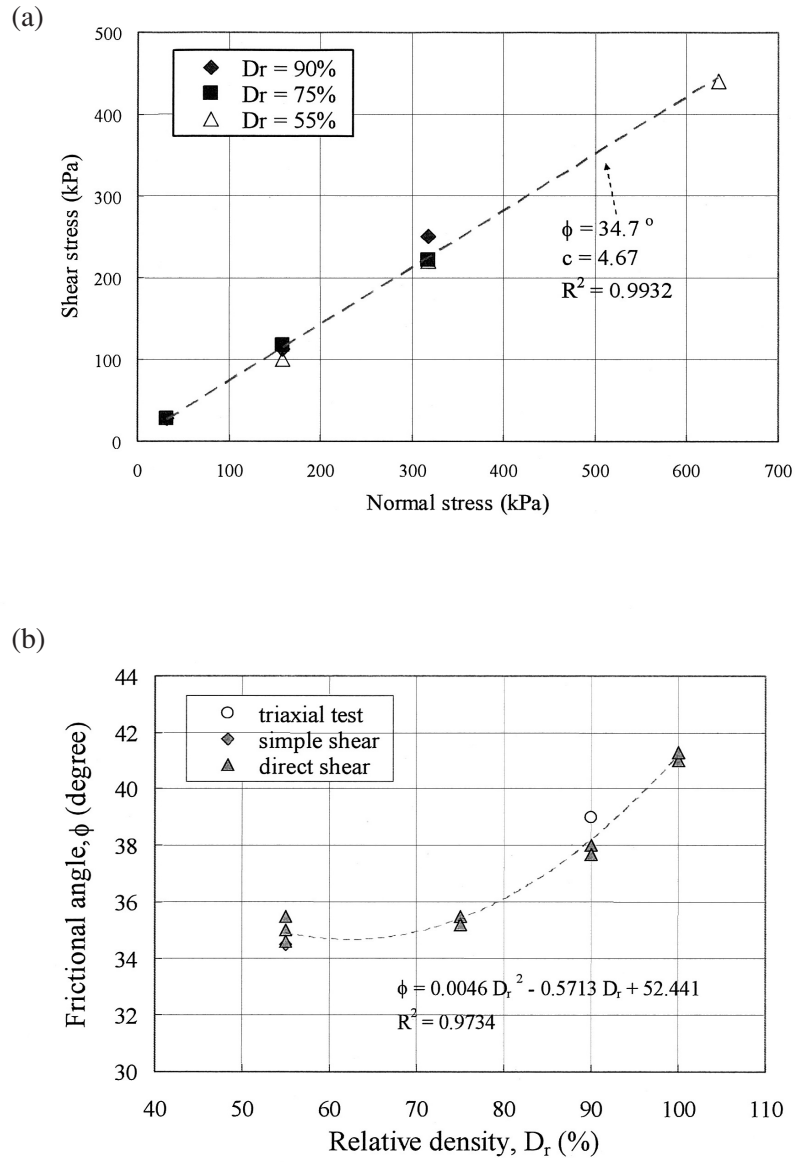 (a)
500
400
300
200
100
0
Shear stress (kPa)
Dr = 90%
Dr = 75%
Dr = 55%
ϕ = 34.7 °
c = 4.67
R² = 0.9932
0 100 200 300 400 500 600 700
Normal stress (kPa)
(b)
44
42
40
38
36
34
32
30
Frictional angle, ϕ (degree)
triaxial test
simple shear
direct shear
ϕ = 0.0046 Dr² - 0.5713 Dr + 52.441
R² = 0.9734
40 50 60 70 80 90 100 110
Relative density, Dr (%)